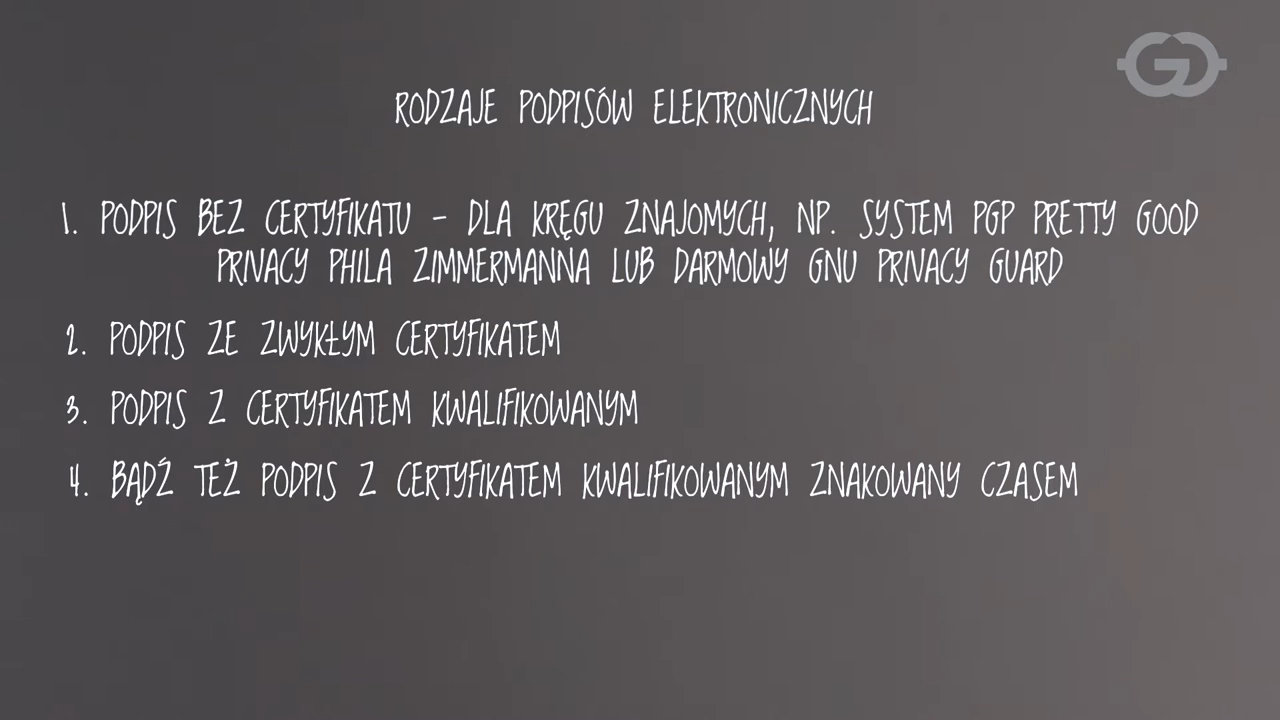 RODZAJE PODPISÓW ELEKTRONICZNYCH
1. PODPIS BEZ CERTYFIKATU - DLA KRĘGU ZNAJOMYCH, NP. SYSTEM PGP PRETTY GOOD
PRIVACY PHILA ZIMMERMANNA LUB DARMOWY GNU PRIVACY GUARD
2. PODPIS ZE ZWYKŁYM CERTYFIKATEM
3. PODPIS Z CERTYFIKATEM KWALIFIKOWANYM
4. BĄDŹ TEŻ PODPIS Z CERTYFIKATEM KWALIFIKOWANYM ZNAKOWANY CZASEM